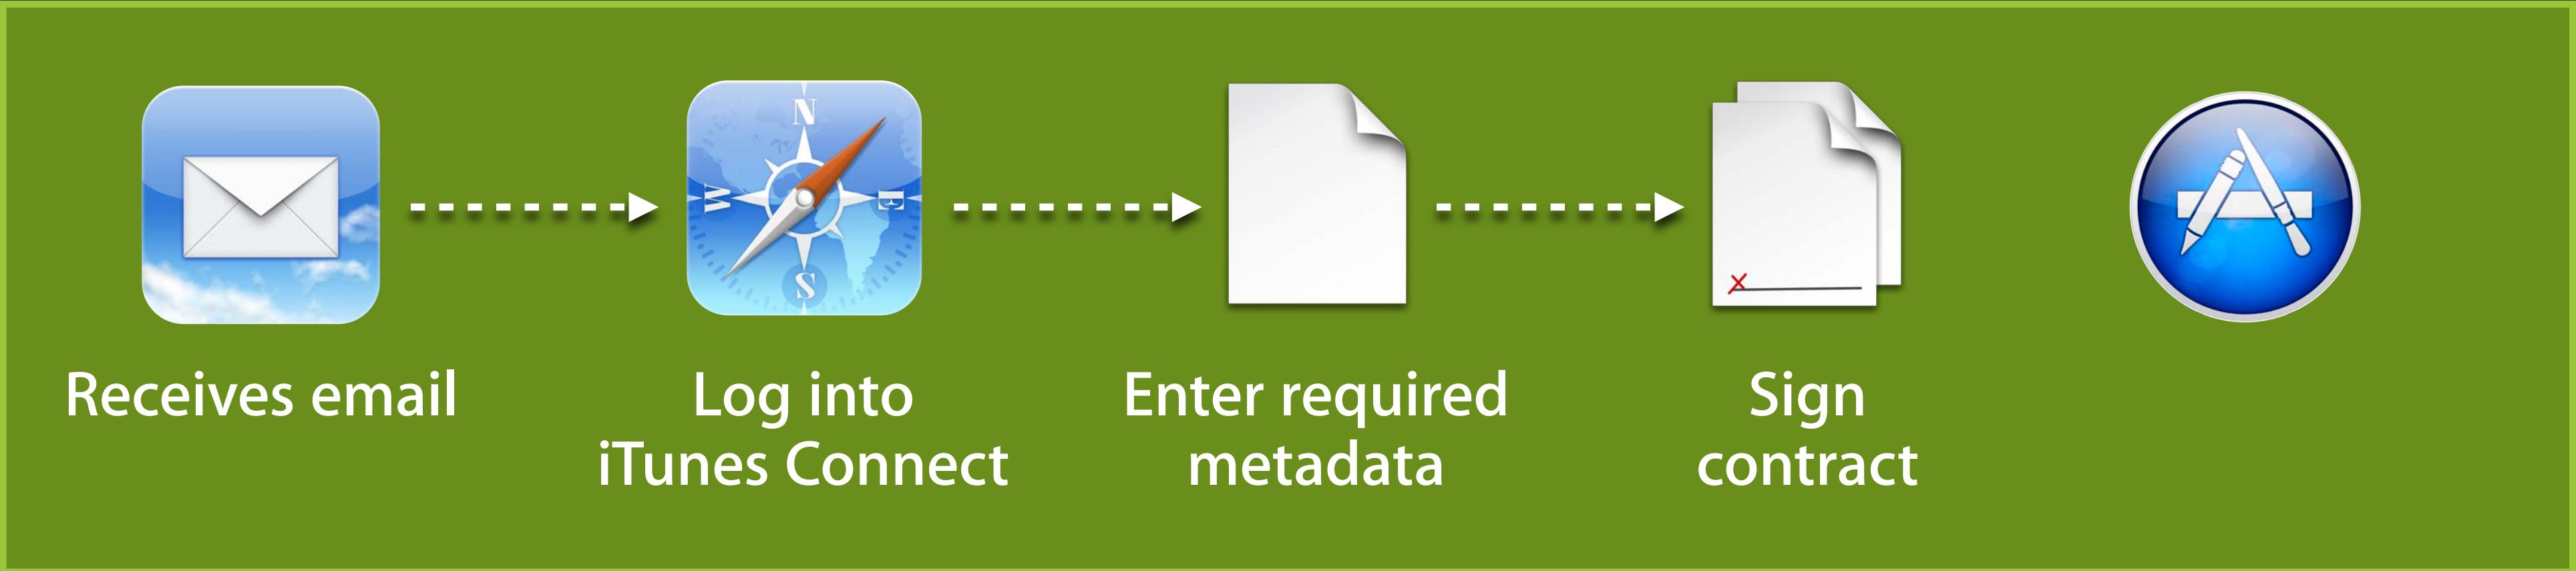 N
W
E
S
Receives email
Log into
iTunes Connect
Enter required
metadata
Sign
contract